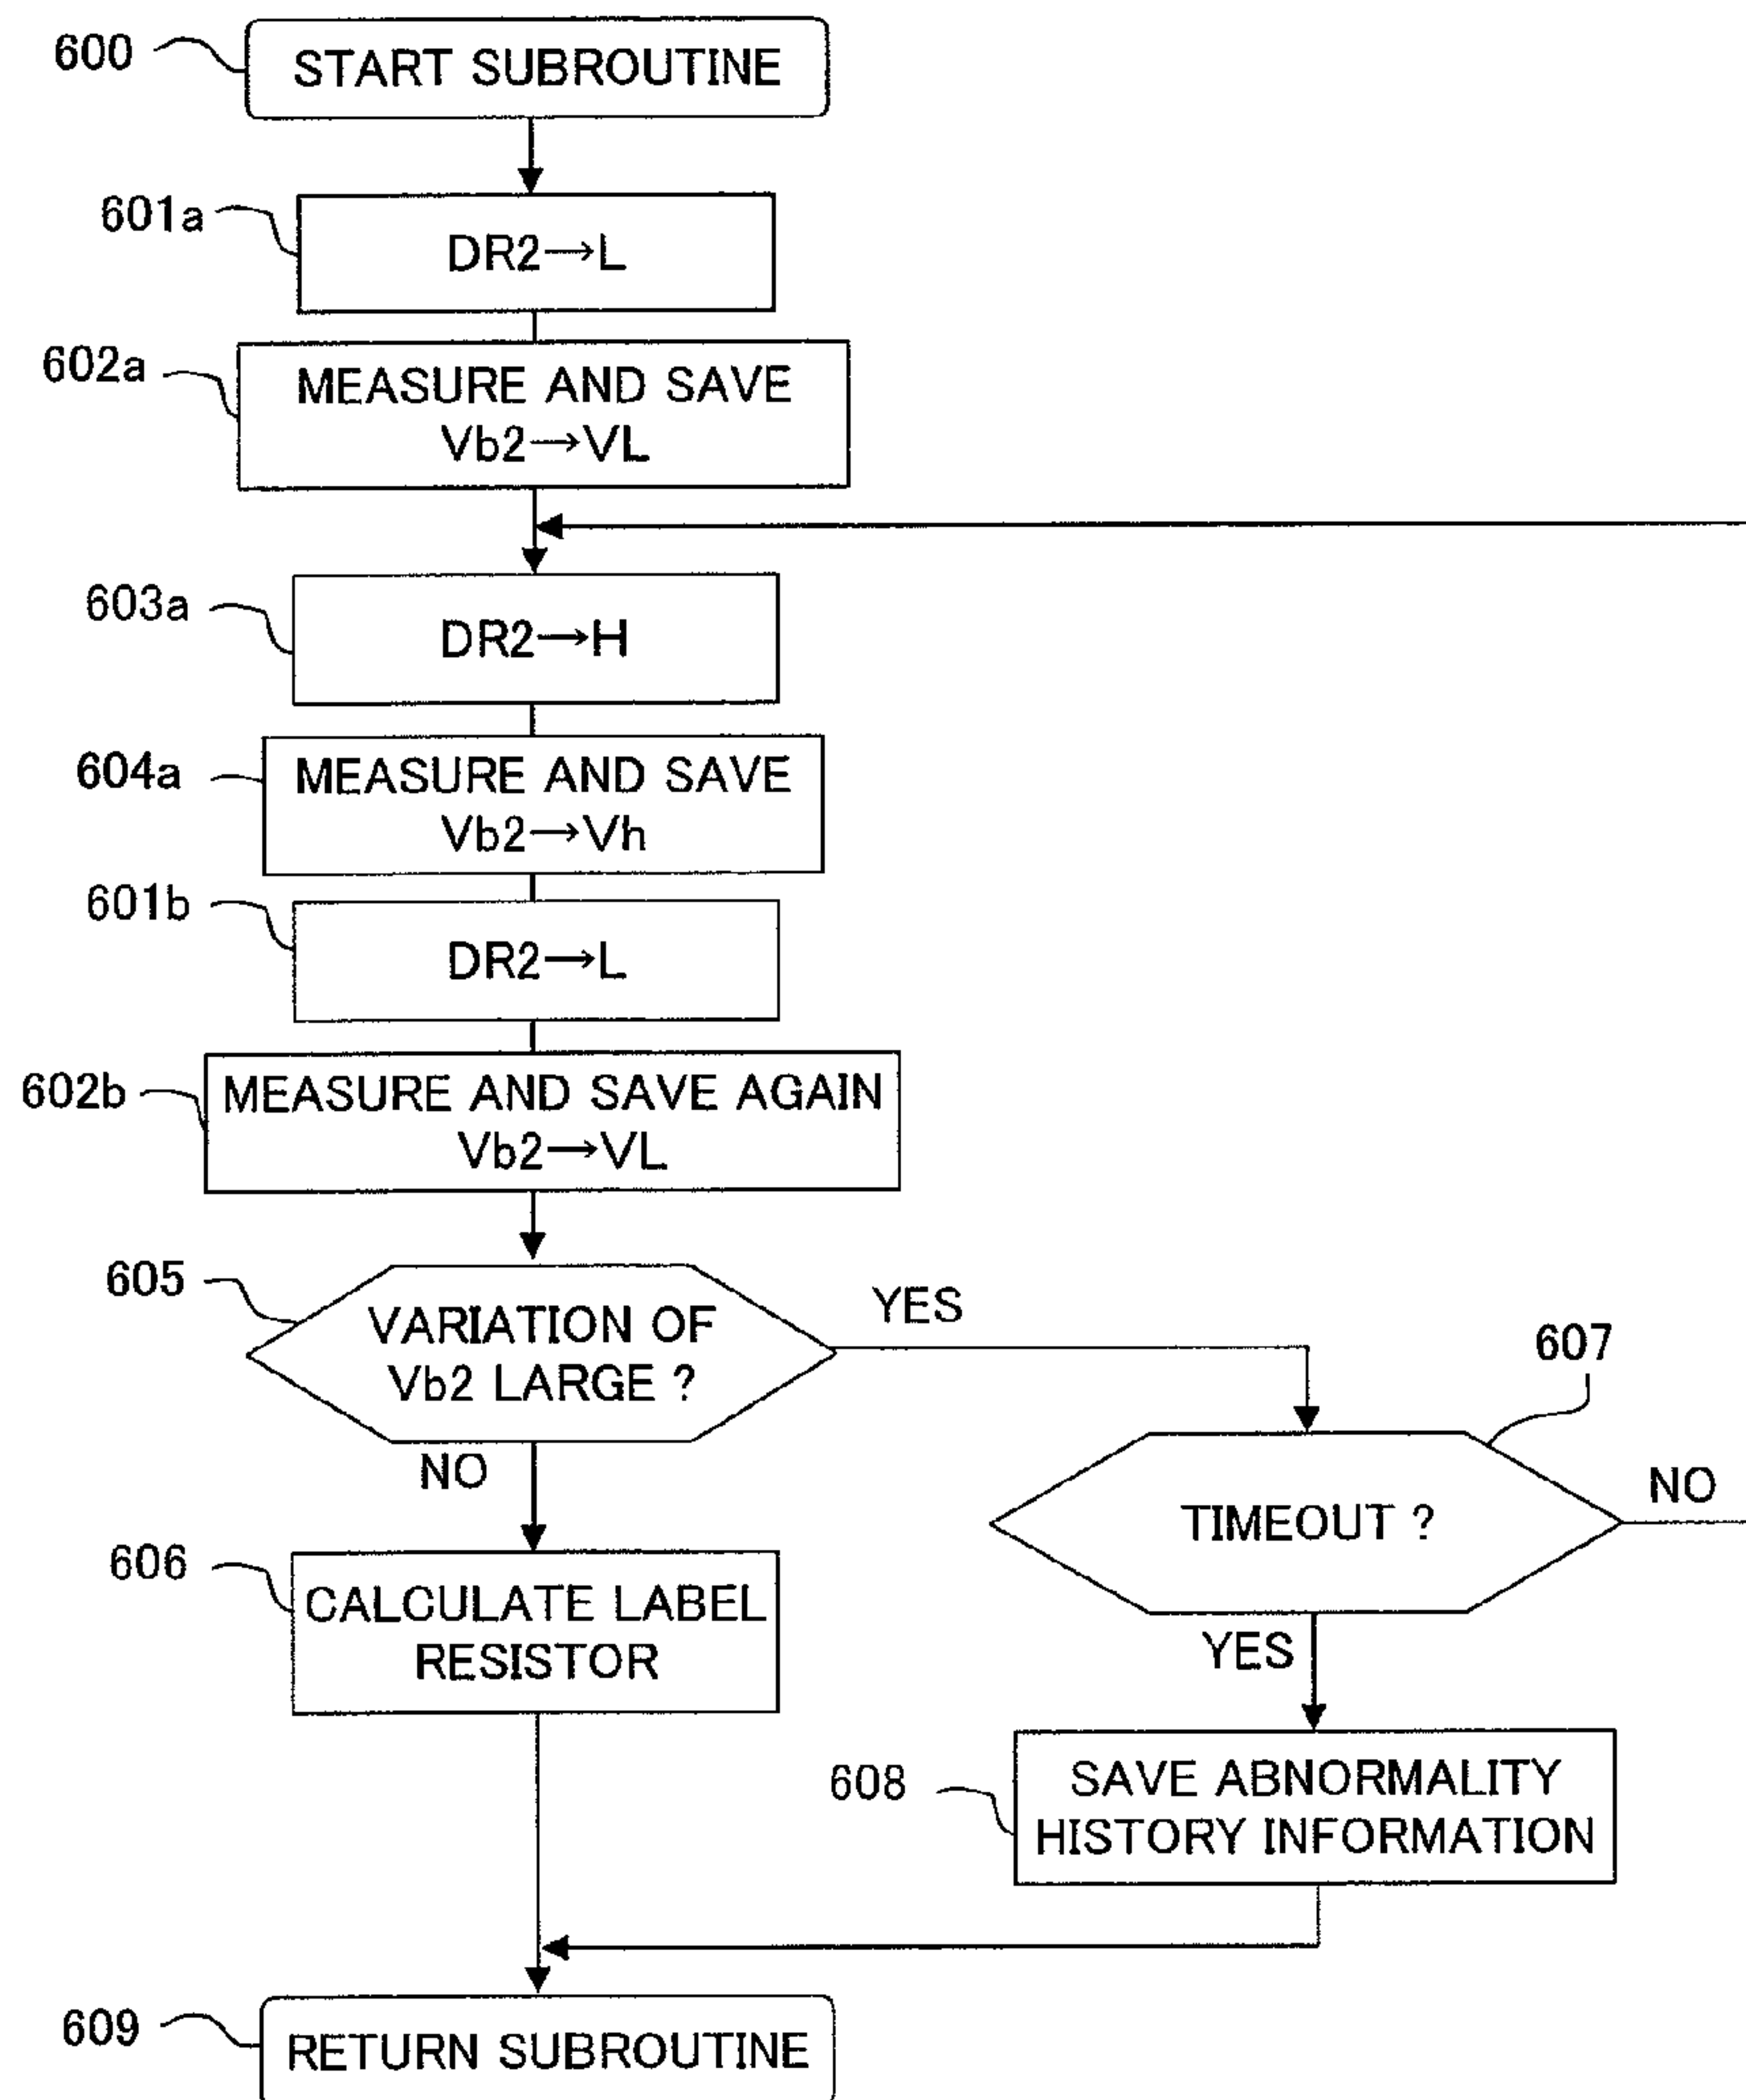 600
START SUBROUTINE
601a
DR2→L
602a
MEASURE AND SAVE
Vb2→VL
603a
DR2→H
604a
MEASURE AND SAVE
Vb2→Vh
601b
DR2→L
602b
MEASURE AND SAVE AGAIN
Vb2→VL
605
VARIATION OF
Vb2 LARGE ?
YES
NO
607
TIMEOUT ?
NO
YES
606
CALCULATE LABEL
RESISTOR
608
SAVE ABNORMALITY
HISTORY INFORMATION
609
RETURN SUBROUTINE